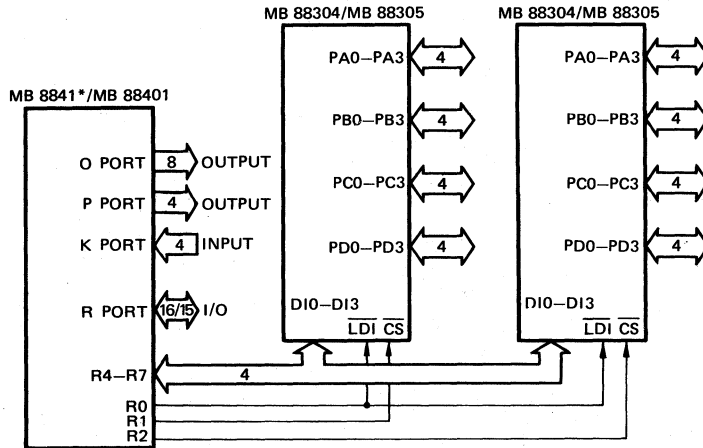 MB 88304/MB 88305 MB 88304/MB 88305
PA0–PA3 4 PA0–PA3 4
MB 8841*/MB 88401
PB0–PB3 4 PB0–PB3 4
O PORT 8 OUTPUT
P PORT 4 OUTPUT
PC0–PC3 4 PC0–PC3 4
K PORT 4 INPUT
PD0–PD3 4 PD0–PD3 4
R PORT 16/15 I/O
DI0–DI3 DI0–DI3
LDI CS LDI CS
R4–R7 4
R0
R1
R2